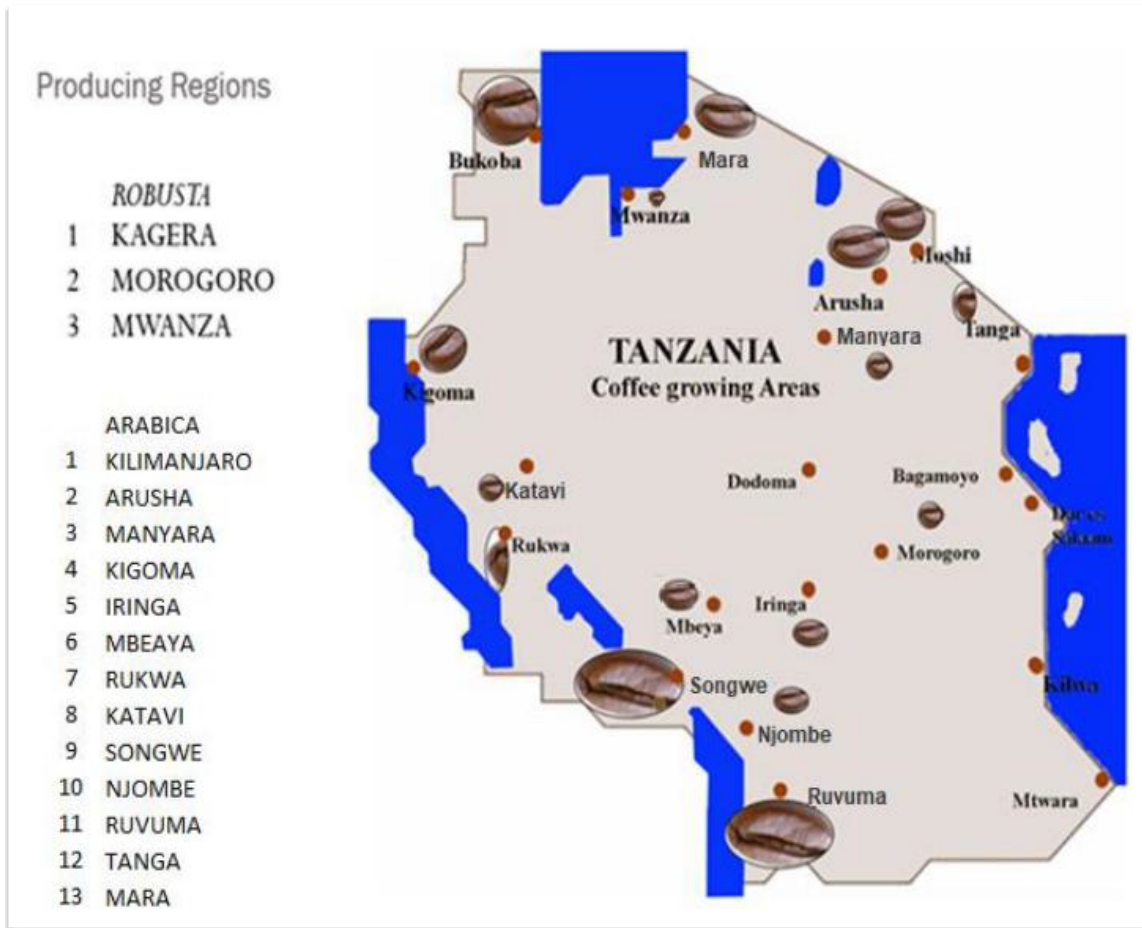 Producing Regions
ROBUSTA
1 KAGERA
2 MOROGORO
3 MWANZA
ARABICA
1 KILIMANJARO
2 ARUSHA
3 MANYARA
4 KIGOMA
5 IRINGA
6 MBEAYA
7 RUKWA
8 KATAVI
9 SONGWE
10 NJOMBE
11 RUVUMA
12 TANGA
13 MARA
Bukoba
Mara
Mwanza
Moshi
Arusha
Tanga
Manyara
TANZANIA
Coffee growing Areas
Kigoma
Katavi
Dodoma
Bagamoyo
Dar es
Salaam
Rukwa
Morogoro
Mbeya
Iringa
Songwe
Kilwa
Njombe
Ruvuma
Mtwara